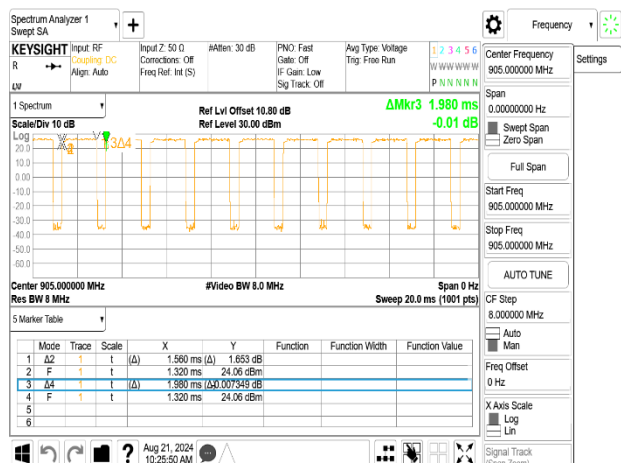 Spectrum Analyzer 1
Swept SA
Frequency
KEYSIGHT
R
Input: RF
Coupling: DC
Align: Auto
Input Z: 50 Ω
Corrections: Off
Freq Ref: Int (S)
#Atten: 30 dB
PNO: Fast
Gate: Off
IF Gain: Low
Sig Track: Off
Avg Type: Voltage
Trig: Free Run
1 2 3 4 5 6
W W W W W W
P N N N N N
Center Frequency
905.000000 MHz
Settings
Span
0.00000000 Hz
Swept Span
Zero Span
Full Span
Start Freq
905.000000 MHz
Stop Freq
905.000000 MHz
AUTO TUNE
CF Step
8.000000 MHz
Auto
Man
Freq Offset
0 Hz
X Axis Scale
Log
Lin
Signal Track
(Span Zoom)
1 Spectrum
Scale/Div 10 dB
Ref Lvl Offset 10.80 dB
Ref Level 30.00 dBm
ΔMkr3 1.980 ms
-0.01 dB
Log
3Δ4
20.0
10.0
0.00
-10.0
-20.0
-30.0
-40.0
-50.0
-60.0
Center 905.000000 MHz
Res BW 8 MHz
#Video BW 8.0 MHz
Span 0 Hz
Sweep 20.0 ms (1001 pts)
5 Marker Table
Mode Trace Scale X Y Function Function Width Function Value
1 Δ2 1 t (Δ) 1.560 ms (Δ) 1.653 dB
2 F 1 t 1.320 ms 24.06 dBm
3 Δ4 1 t (Δ) 1.980 ms (Δ) -0.007349 dB
4 F 1 t 1.320 ms 24.06 dBm
5
6
?
Aug 21, 2024
10:25:50 AM